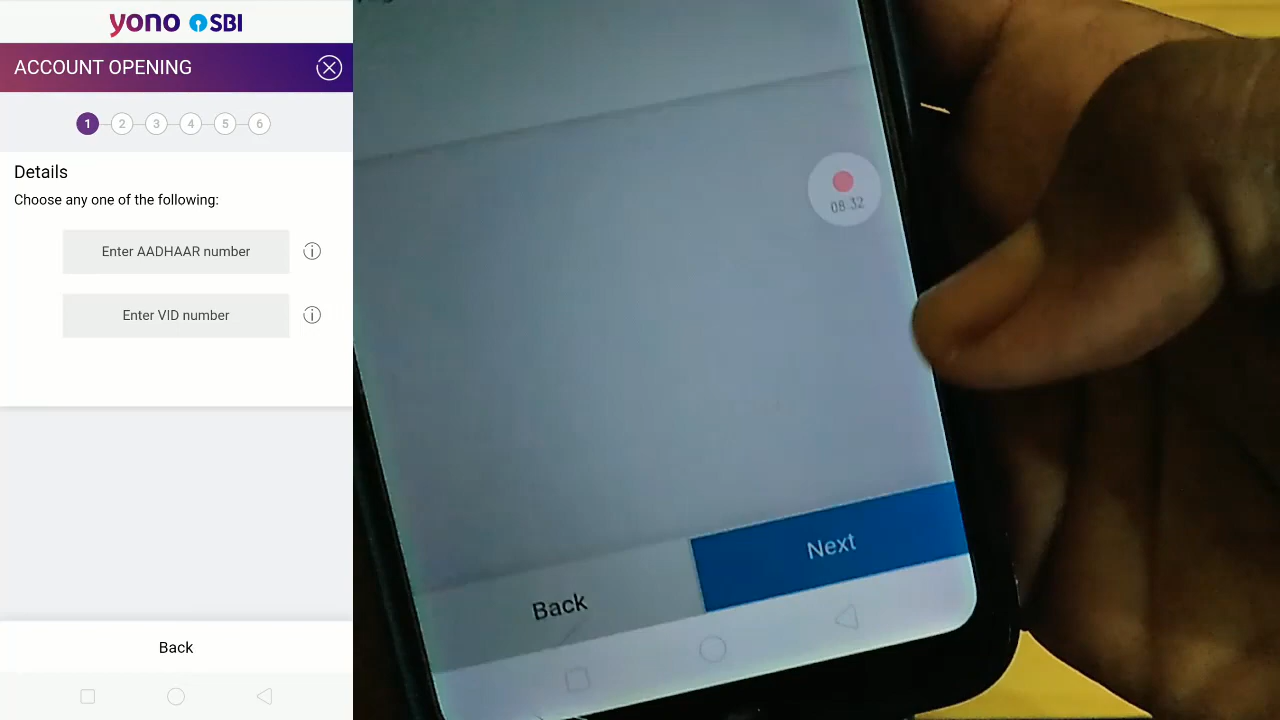 yono SBI
ACCOUNT OPENING
1 2 3 4 5 6
Details
Choose any one of the following:
Enter AADHAAR number
Enter VID number
Back
08:32
Next
Back